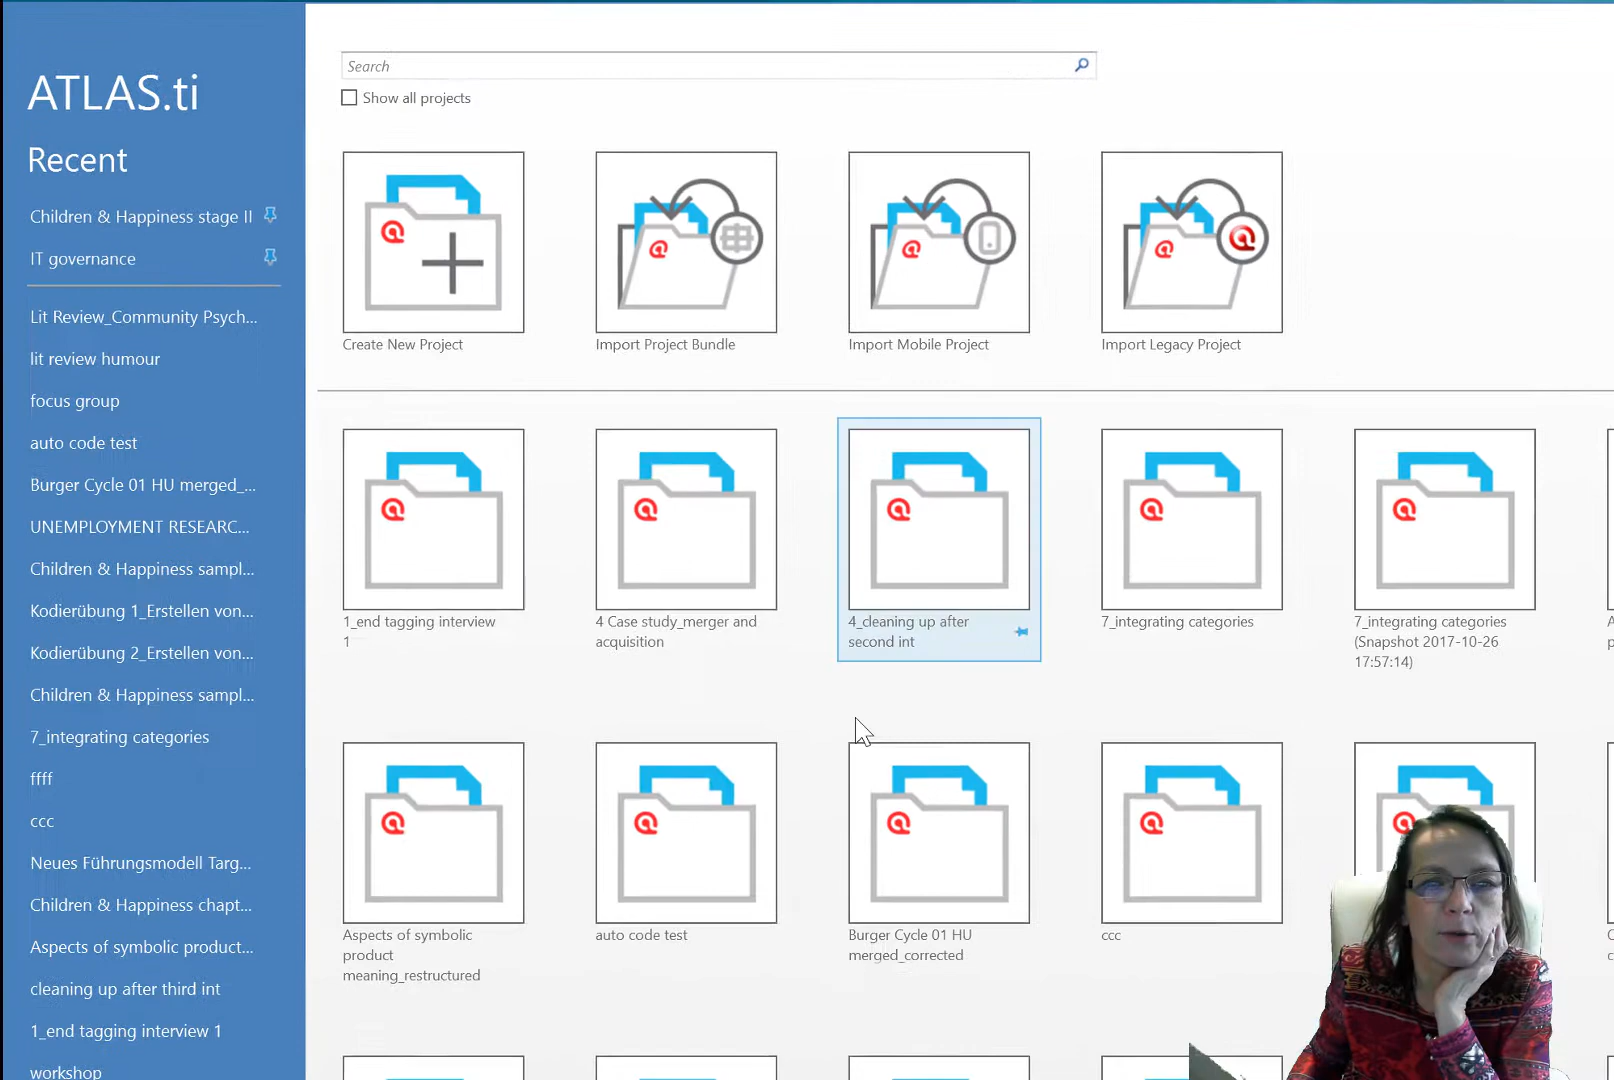 ATLAS.ti
Recent
Children & Happiness stage II
IT governance
Lit Review_Community Psych...
lit review humour
focus group
auto code test
Burger Cycle 01 HU merged_...
UNEMPLOYMENT RESEARC...
Children & Happiness sampl...
Kodierübung 1_Erstellen von...
Kodierübung 2_Erstellen von...
Children & Happiness sampl...
7_integrating categories
ffff
ccc
Neues Führungsmodell Targ...
Children & Happiness chapt...
Aspects of symbolic product...
cleaning up after third int
1_end tagging interview 1
workshop
Search
Show all projects
Create New Project
Import Project Bundle
Import Mobile Project
Import Legacy Project
1_end tagging interview
1
4 Case study_merger and
acquisition
4_cleaning up after
second int
7_integrating categories
7_integrating categories
(Snapshot 2017-10-26
17:57:14)
Aspects of symbolic
product
meaning_restructured
auto code test
Burger Cycle 01 HU
merged_corrected
ccc